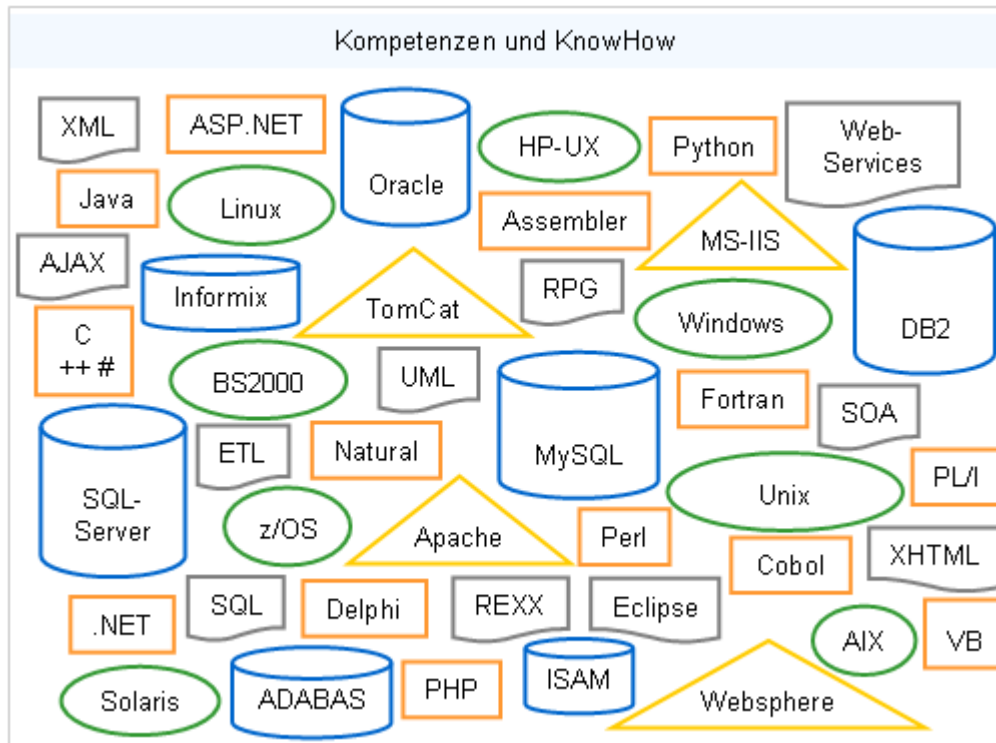 Kompetenzen und KnowHow
XML
ASP.NET
Oracle
HP-UX
Python
Web-
Services
Java
Linux
Assembler
MS-IIS
AJAX
Informix
TomCat
RPG
Windows
DB2
C
++ #
BS2000
UML
MySQL
Fortran
SOA
SQL-
Server
ETL
Natural
Unix
PL/I
z/OS
Apache
Perl
Cobol
XHTML
.NET
SQL
Delphi
REXX
Eclipse
AIX
VB
Solaris
ADABAS
PHP
ISAM
Websphere